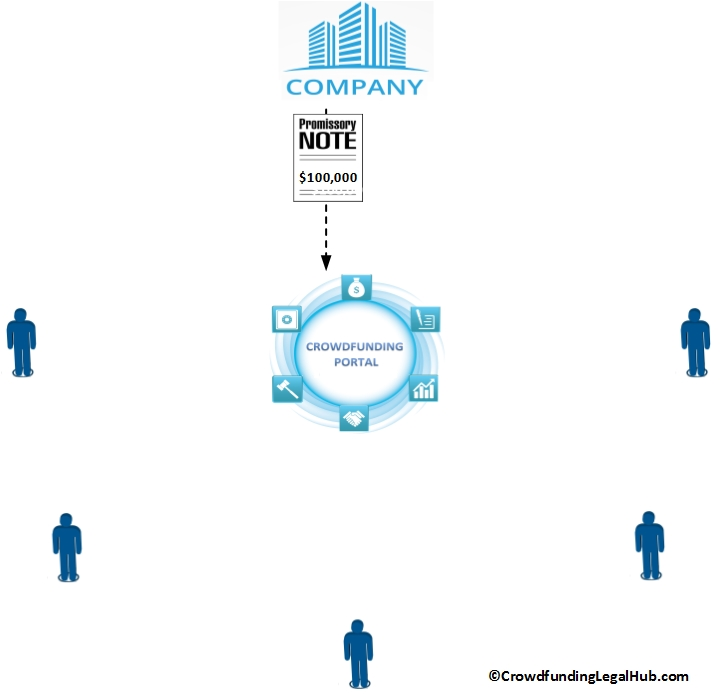 COMPANY
Promissory
NOTE
$100,000
$
CROWDFUNDING
PORTAL
©CrowdfundingLegalHub.com